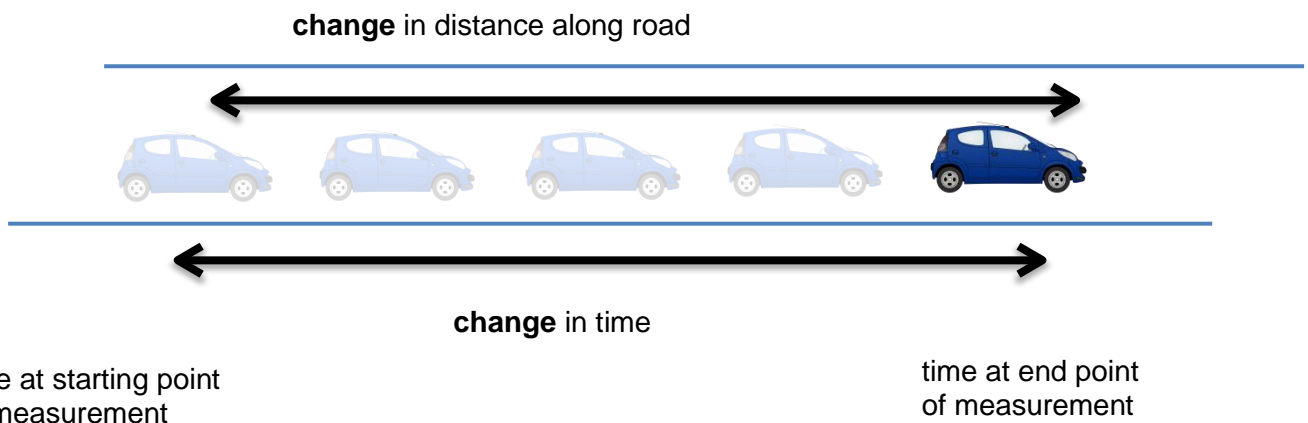 change in distance along road
change in time
at starting point
measurement
time at end point
of measurement